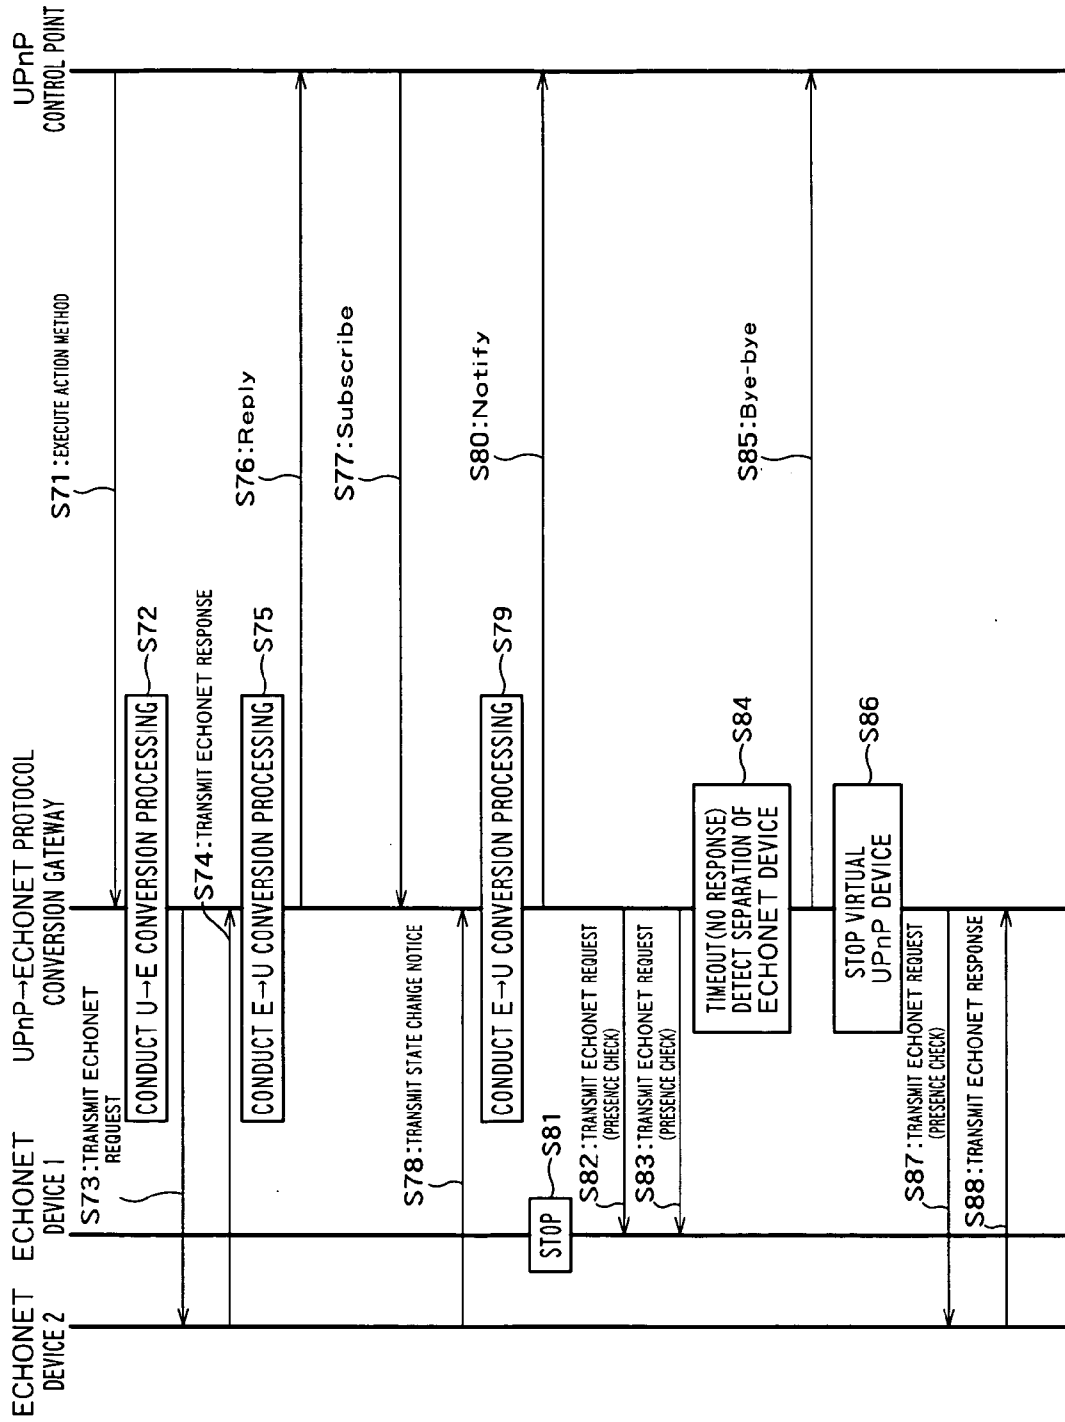 ECHONET
DEVICE 2
ECHONET
DEVICE 1
UPnP→ECHONET PROTOCOL
CONVERSION GATEWAY
UPnP
CONTROL POINT
S71:EXECUTE ACTION METHOD
CONDUCT U→E CONVERSION PROCESSING
S72
S73:TRANSMIT ECHONET
REQUEST
S74:TRANSMIT ECHONET RESPONSE
CONDUCT E→U CONVERSION PROCESSING
S75
S76:Reply
S77:Subscribe
S78:TRANSMIT STATE CHANGE NOTICE
CONDUCT E→U CONVERSION PROCESSING
S79
S80:Notify
STOP
S81
S82:TRANSMIT ECHONET REQUEST
(PRESENCE CHECK)
S83:TRANSMIT ECHONET REQUEST
(PRESENCE CHECK)
TIMEOUT(NO RESPONSE)
DETECT SEPARATION OF
ECHONET DEVICE
S84
S85:Bye-bye
STOP VIRTUAL
UPnP DEVICE
S86
S87:TRANSMIT ECHONET REQUEST
(PRESENCE CHECK)
S88:TRANSMIT ECHONET RESPONSE